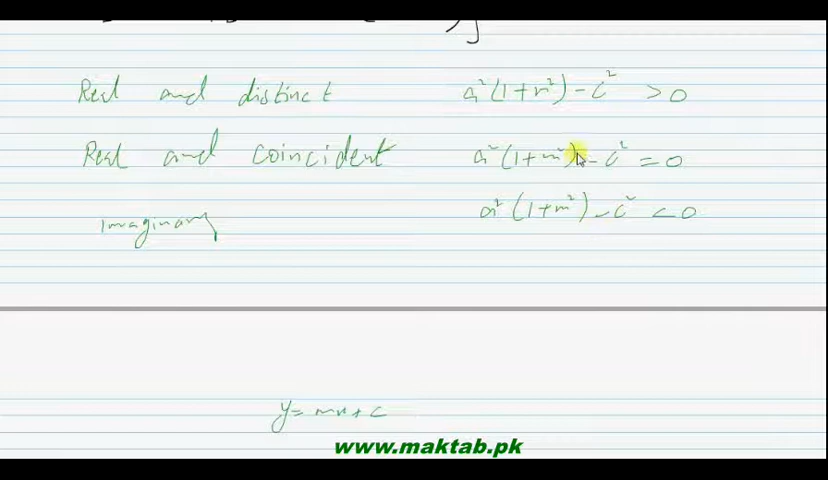 Real and distinct a²(1+m²)-c² >0
Real and coincident a²(1+m²)-c² =0
imaginary a²(1+m²)-c² <0
y=mx+c
www.maktab.pk